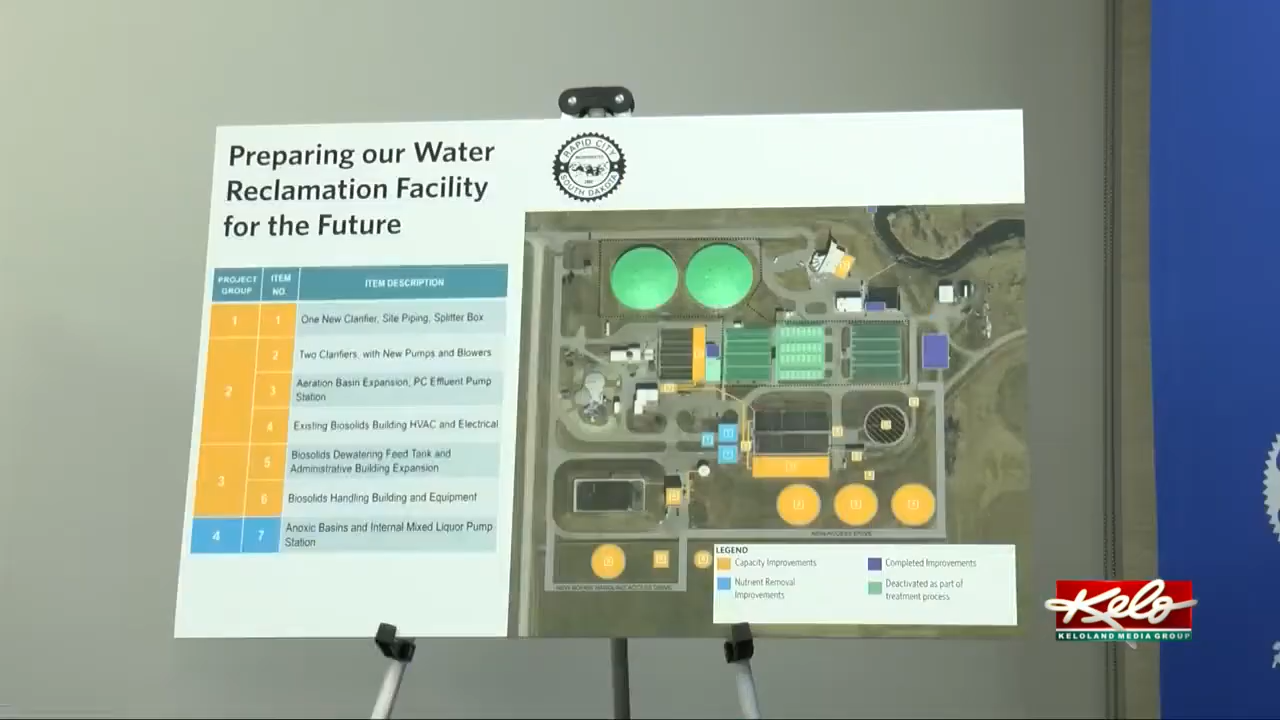 Preparing our Water
Reclamation Facility
for the Future
RAPID CITY
INCORPORATED
SOUTH DAKOTA
PROJECT GROUP
ITEM NO.
ITEM DESCRIPTION
1
1
One New Clarifier, Site Piping, Splitter Box
2
2
Two Clarifiers, with New Pumps and Blowers
3
Aeration Basin Expansion, PC Effluent Pump
Station
4
Existing Biosolids Building HVAC and Electrical
3
5
Biosolids Dewatering Feed Tank and
Administrative Building Expansion
6
Biosolids Handling Building and Equipment
4
7
Anoxic Basins and Internal Mixed Liquor Pump
Station
LEGEND
Capacity Improvements
Nutrient Removal
Improvements
Completed Improvements
Deactivated as part of
treatment process
Kelo
KELOLAND MEDIA GROUP